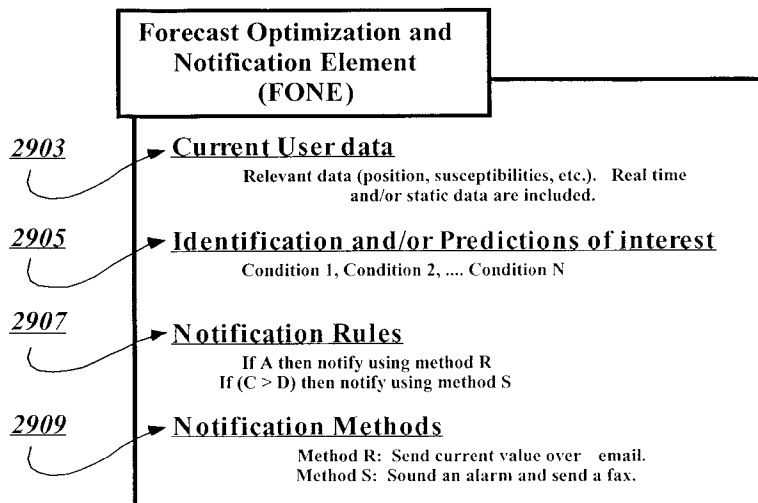 Forecast Optimization and
Notification Element
(FONE)
2903
Current User data
Relevant data (position, susceptibilities, etc.). Real time
and/or static data are included.
2905
Identification and/or Predictions of interest
Condition 1, Condition 2, .... Condition N
2907
Notification Rules
If A then notify using method R
If (C > D) then notify using method S
2909
Notification Methods
Method R: Send current value over email.
Method S: Sound an alarm and send a fax.